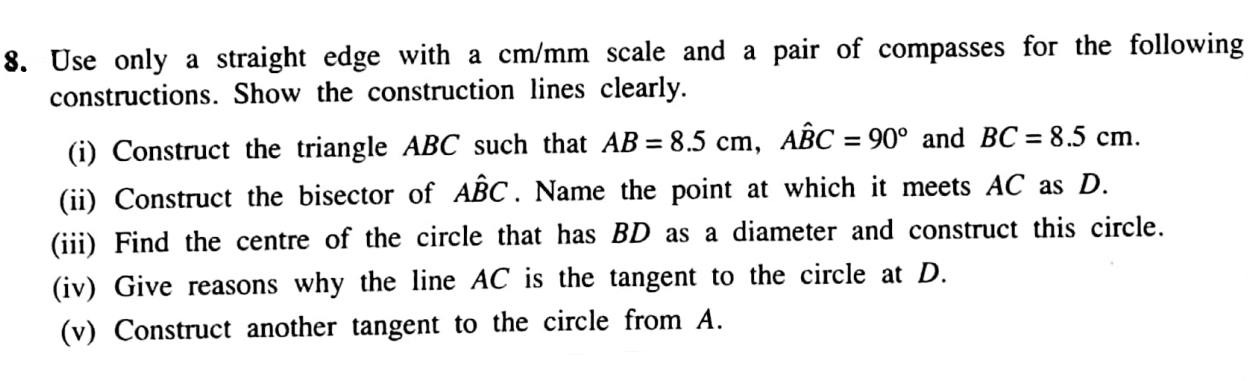 8. Use only a straight edge with a cm/mm scale and a pair of compasses for the following
constructions. Show the construction lines clearly.
(i) Construct the triangle ABC such that AB = 8.5 cm, AB̂C = 90° and BC = 8.5 cm.
(ii) Construct the bisector of AB̂C. Name the point at which it meets AC as D.
(iii) Find the centre of the circle that has BD as a diameter and construct this circle.
(iv) Give reasons why the line AC is the tangent to the circle at D.
(v) Construct another tangent to the circle from A.